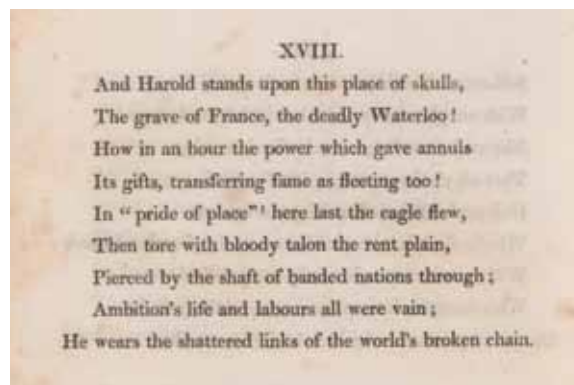 XVIII.
And Harold stands upon this place of skulls,
The grave of France, the deadly Waterloo!
How in an hour the power which gave annuls
Its gifts, transferring fame as fleeting too!
In “ pride of place”¹ here last the eagle flew,
Then tore with bloody talon the rent plain,
Pierced by the shaft of banded nations through;
Ambition's life and labours all were vain;
He wears the shattered links of the world's broken chain.